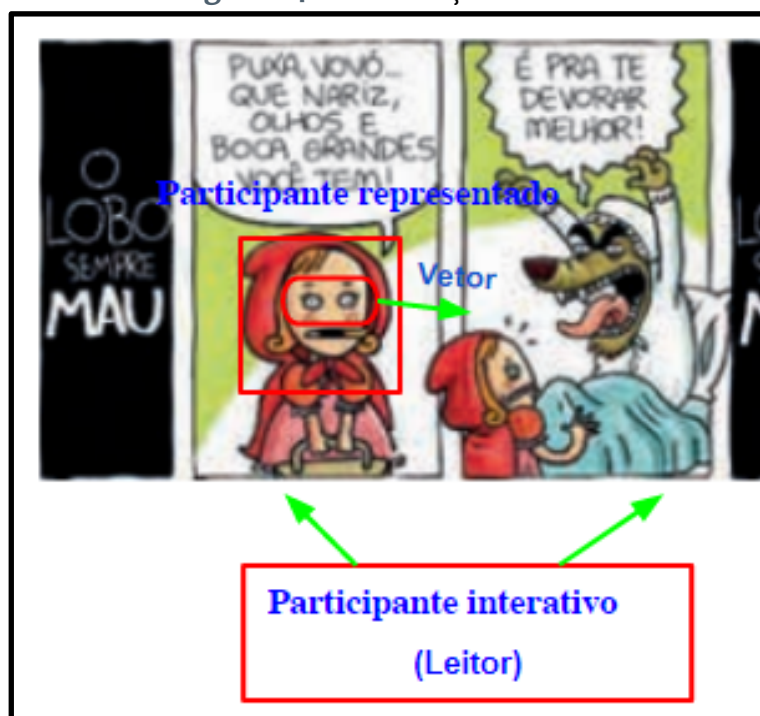 O
LOBO
SEMPRE
MAU
PUXA, VOVÓ...
QUE NARIZ,
OLHOS E
BOCA GRANDES
VOCÊ TEM!
É PRA TE
DEVORAR
MELHOR!
Participante representado
Vetor
Participante interativo
(Leitor)